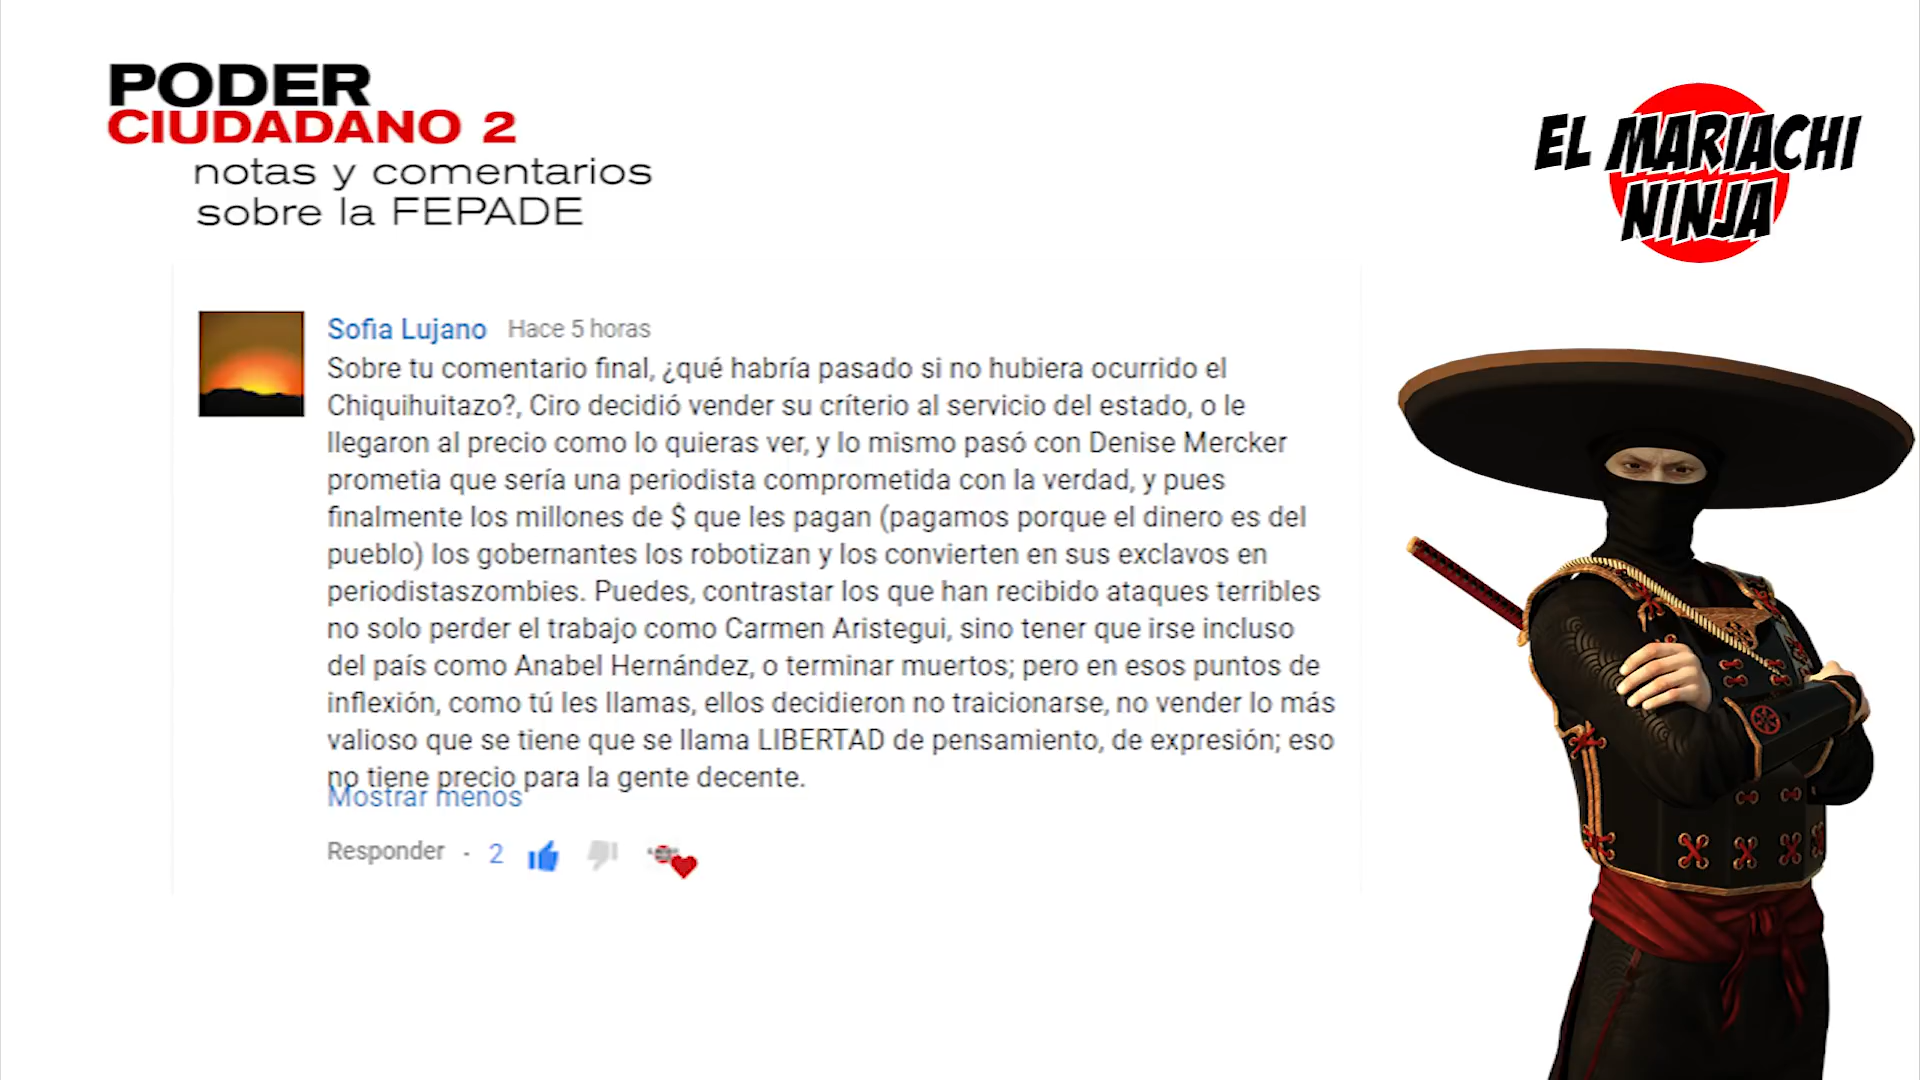 PODER
CIUDADANO 2
notas y comentarios
sobre la FEPADE
EL MARIACHI
NINJA
Sofia Lujano Hace 5 horas
Sobre tu comentario final, ¿qué habría pasado si no hubiera ocurrido el
Chiquihuitazo?, Ciro decidió vender su críterio al servicio del estado, o le
llegaron al precio como lo quieras ver, y lo mismo pasó con Denise Mercker
prometia que sería una periodista comprometida con la verdad, y pues
finalmente los millones de $ que les pagan (pagamos porque el dinero es del
pueblo) los gobernantes los robotizan y los convierten en sus exclavos en
periodistaszombies. Puedes, contrastar los que han recibido ataques terribles
no solo perder el trabajo como Carmen Aristegui, sino tener que irse incluso
del país como Anabel Hernández, o terminar muertos; pero en esos puntos de
inflexión, como tú les llamas, ellos decidieron no traicionarse, no vender lo más
valioso que se tiene que se llama LIBERTAD de pensamiento, de expresión; eso
no tiene precio para la gente decente.
Mostrar menos
Responder · 2